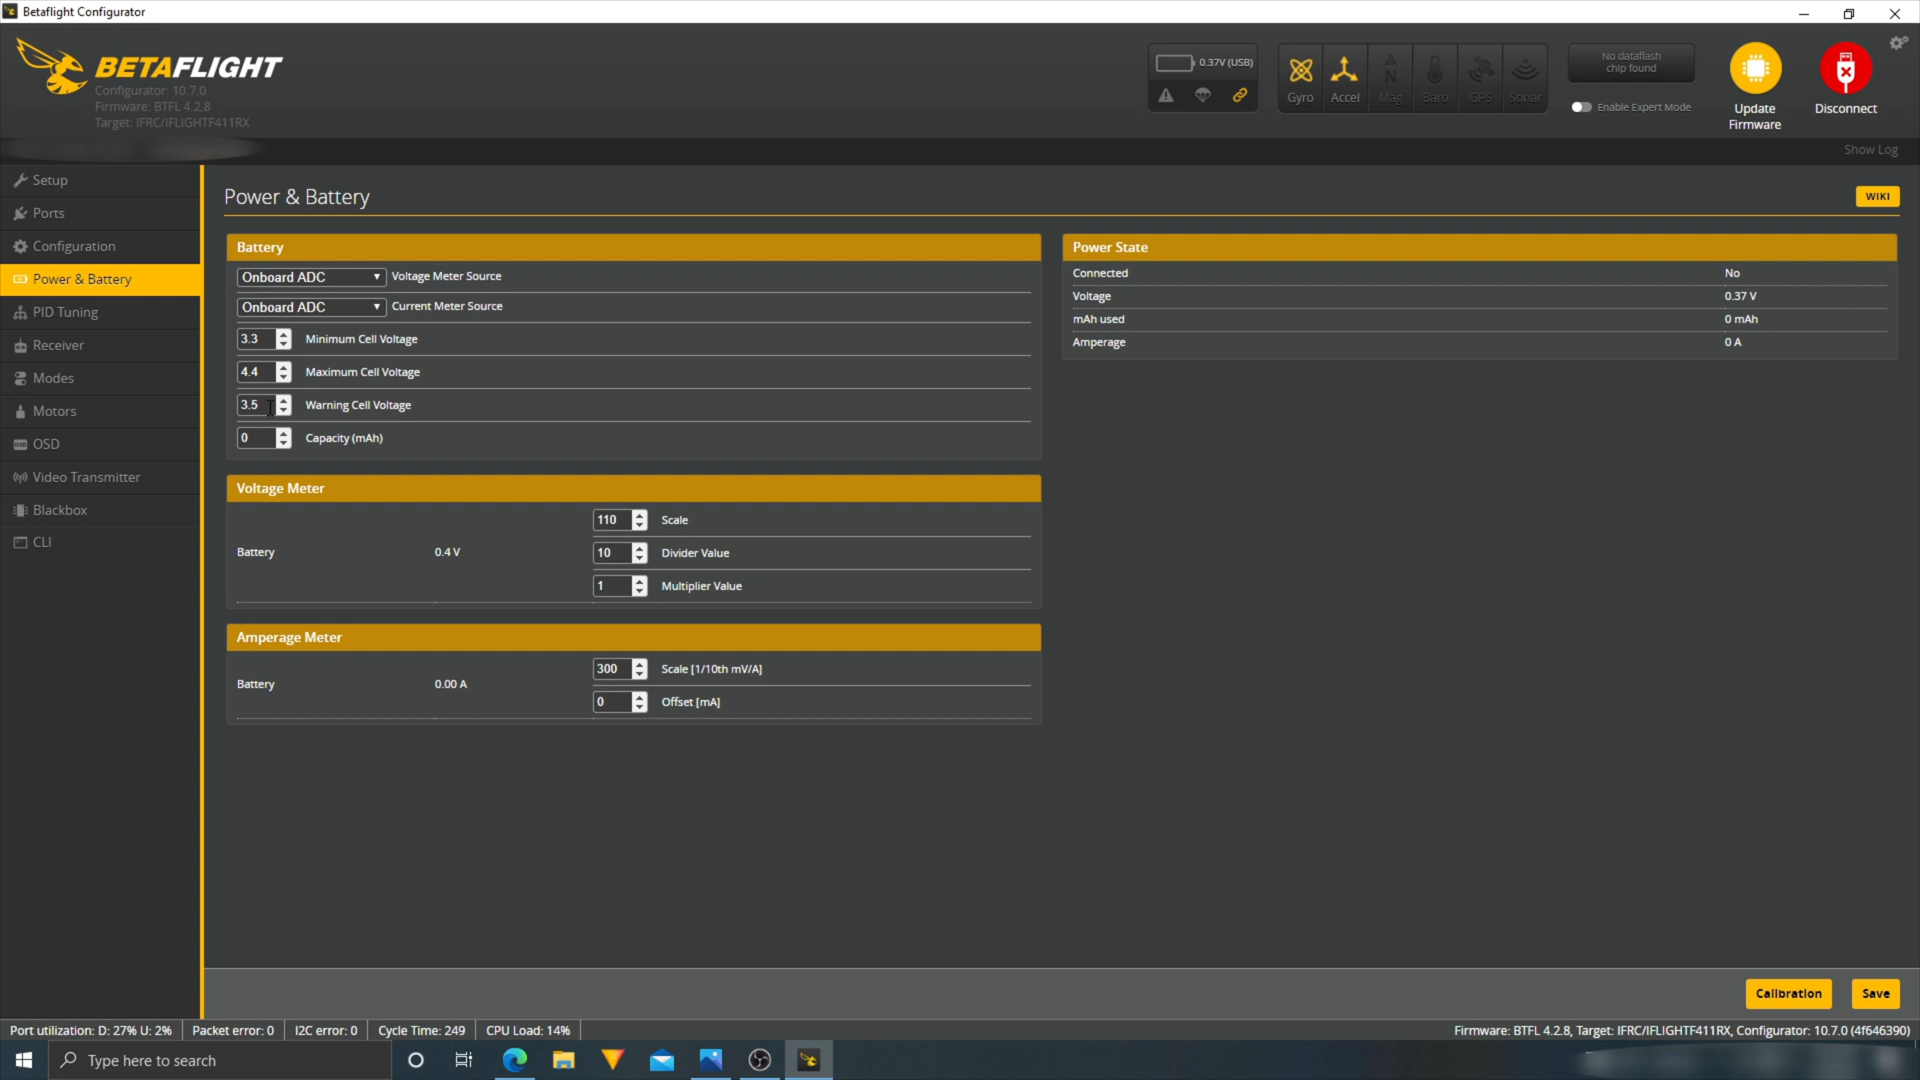 Betaflight Configurator
BETAFLIGHT
Configurator: 10.7.0
Firmware: BTFL 4.2.8
Target: IFRC/IFLIGHTF411RX
0.37V (USB)
Gyro
Accel
Mag
Baro
GPS
Sonar
No dataflash
chip found
Enable Expert Mode
Update
Firmware
Disconnect
Show Log
Setup
Ports
Configuration
Power & Battery
PID Tuning
Receiver
Modes
Motors
OSD
Video Transmitter
Blackbox
CLI
Power & Battery
WIKI
Battery
Onboard ADC Voltage Meter Source
Onboard ADC Current Meter Source
3.3 Minimum Cell Voltage
4.4 Maximum Cell Voltage
3.5 Warning Cell Voltage
0 Capacity (mAh)
Power State
Connected No
Voltage 0.37 V
mAh used 0 mAh
Amperage 0 A
Voltage Meter
110 Scale
Battery 0.4 V 10 Divider Value
1 Multiplier Value
Amperage Meter
300 Scale [1/10th mV/A]
Battery 0.00 A
0 Offset [mA]
Calibration
Save
Port utilization: D: 27% U: 2% Packet error: 0 I2C error: 0 Cycle Time: 249 CPU Load: 14% Firmware: BTFL 4.2.8, Target: IFRC/IFLIGHTF411RX, Configurator: 10.7.0 (4f646390)
Type here to search